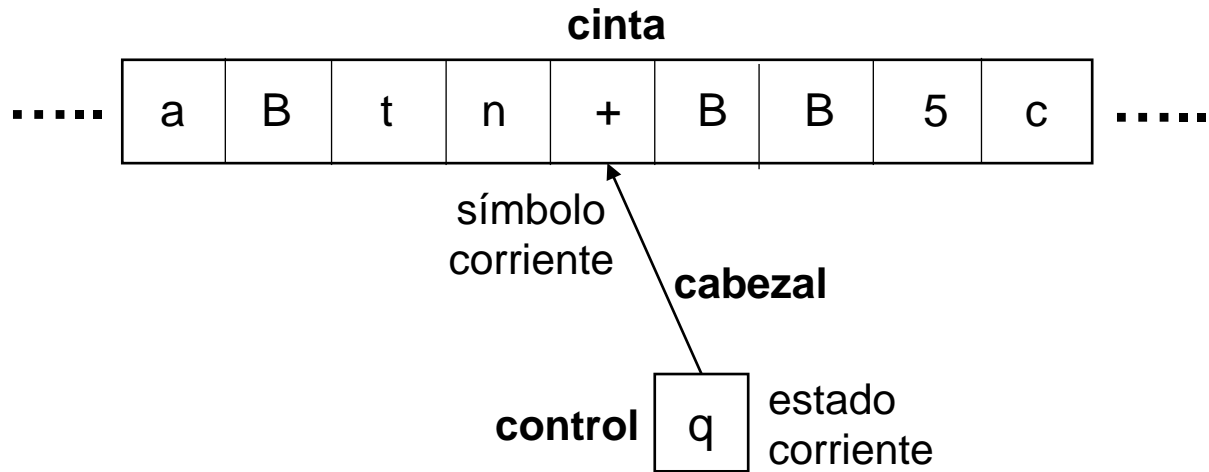 cinta
a B t n + B B 5 c
símbolo
corriente
cabezal
control q estado
corriente